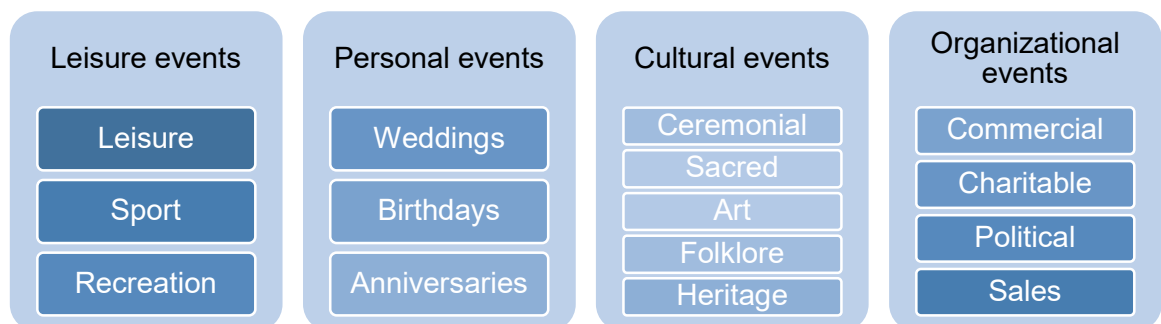 Leisure events
Leisure
Sport
Recreation
Personal events
Weddings
Birthdays
Anniversaries
Cultural events
Ceremonial
Sacred
Art
Folklore
Heritage
Organizational
events
Commercial
Charitable
Political
Sales